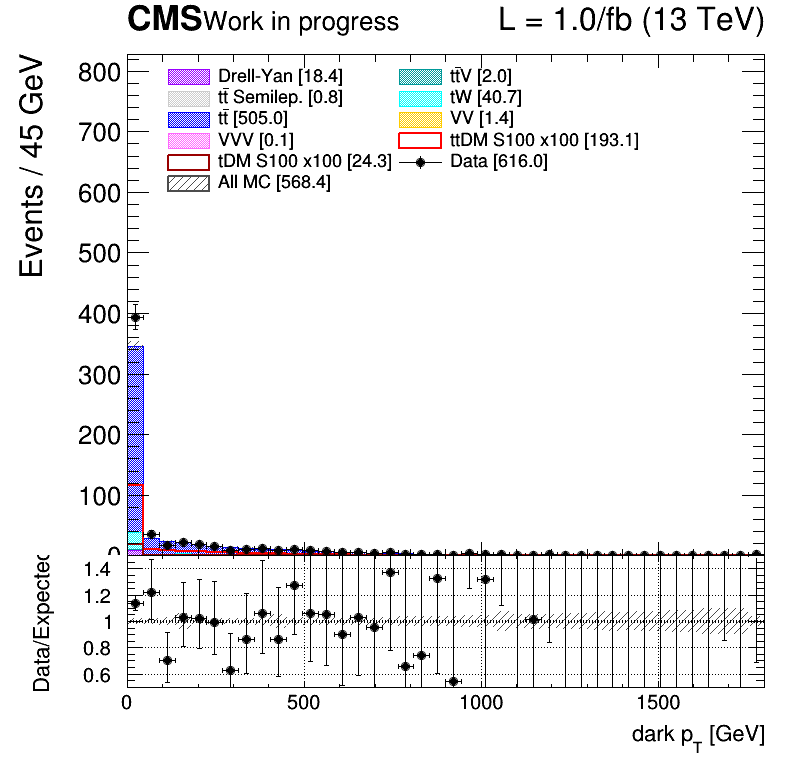 CMS Work in progress L = 1.0/fb (13 TeV)
Events / 45 GeV
800
700
600
500
400
300
200
100
0
Drell-Yan [18.4]
tt̄ Semilep. [0.8]
tt̄ [505.0]
VVV [0.1]
tDM S100 x100 [24.3]
All MC [568.4]
tt̄V [2.0]
tW [40.7]
VV [1.4]
ttDM S100 x100 [193.1]
Data [616.0]
Data/Expected
1.4
1.2
1
0.8
0.6
0 500 1000 1500
dark p_T [GeV]